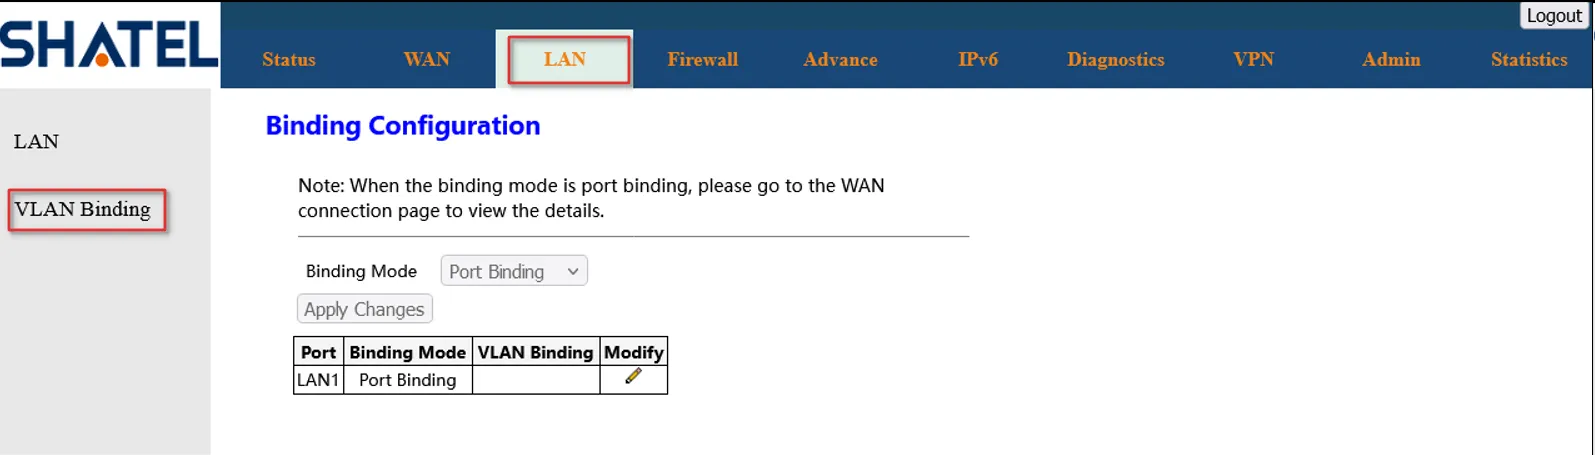 Logout
SHATEL
Status WAN LAN Firewall Advance IPv6 Diagnostics VPN Admin Statistics
LAN
VLAN Binding
Binding Configuration
Note: When the binding mode is port binding, please go to the WAN
connection page to view the details.
Binding Mode Port Binding
Apply Changes
Port Binding Mode VLAN Binding Modify
LAN1 Port Binding